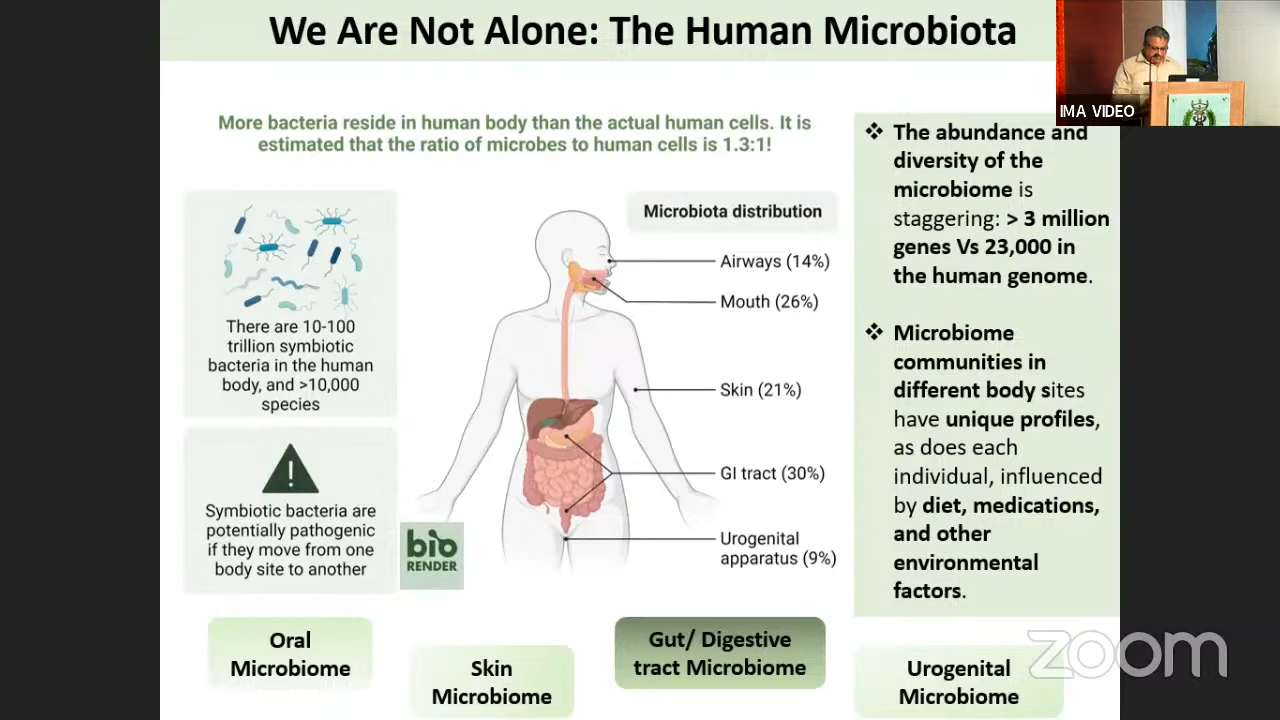 We Are Not Alone: The Human Microbiota
IMA VIDEO
More bacteria reside in human body than the actual human cells. It is
estimated that the ratio of microbes to human cells is 1.3:1!
There are 10-100
trillion symbiotic
bacteria in the human
body, and >10,000
species
!
Symbiotic bacteria are
potentially pathogenic
if they move from one
body site to another
bio
RENDER
Microbiota distribution
Airways (14%)
Mouth (26%)
Skin (21%)
GI tract (30%)
Urogenital
apparatus (9%)
❖ The abundance and
diversity of the
microbiome is
staggering: > 3 million
genes Vs 23,000 in
the human genome.
❖ Microbiome
communities in
different body sites
have unique profiles,
as does each
individual, influenced
by diet, medications,
and other
environmental
factors.
Oral
Microbiome
Skin
Microbiome
Gut/ Digestive
tract Microbiome
Urogenital
Microbiome
zoom